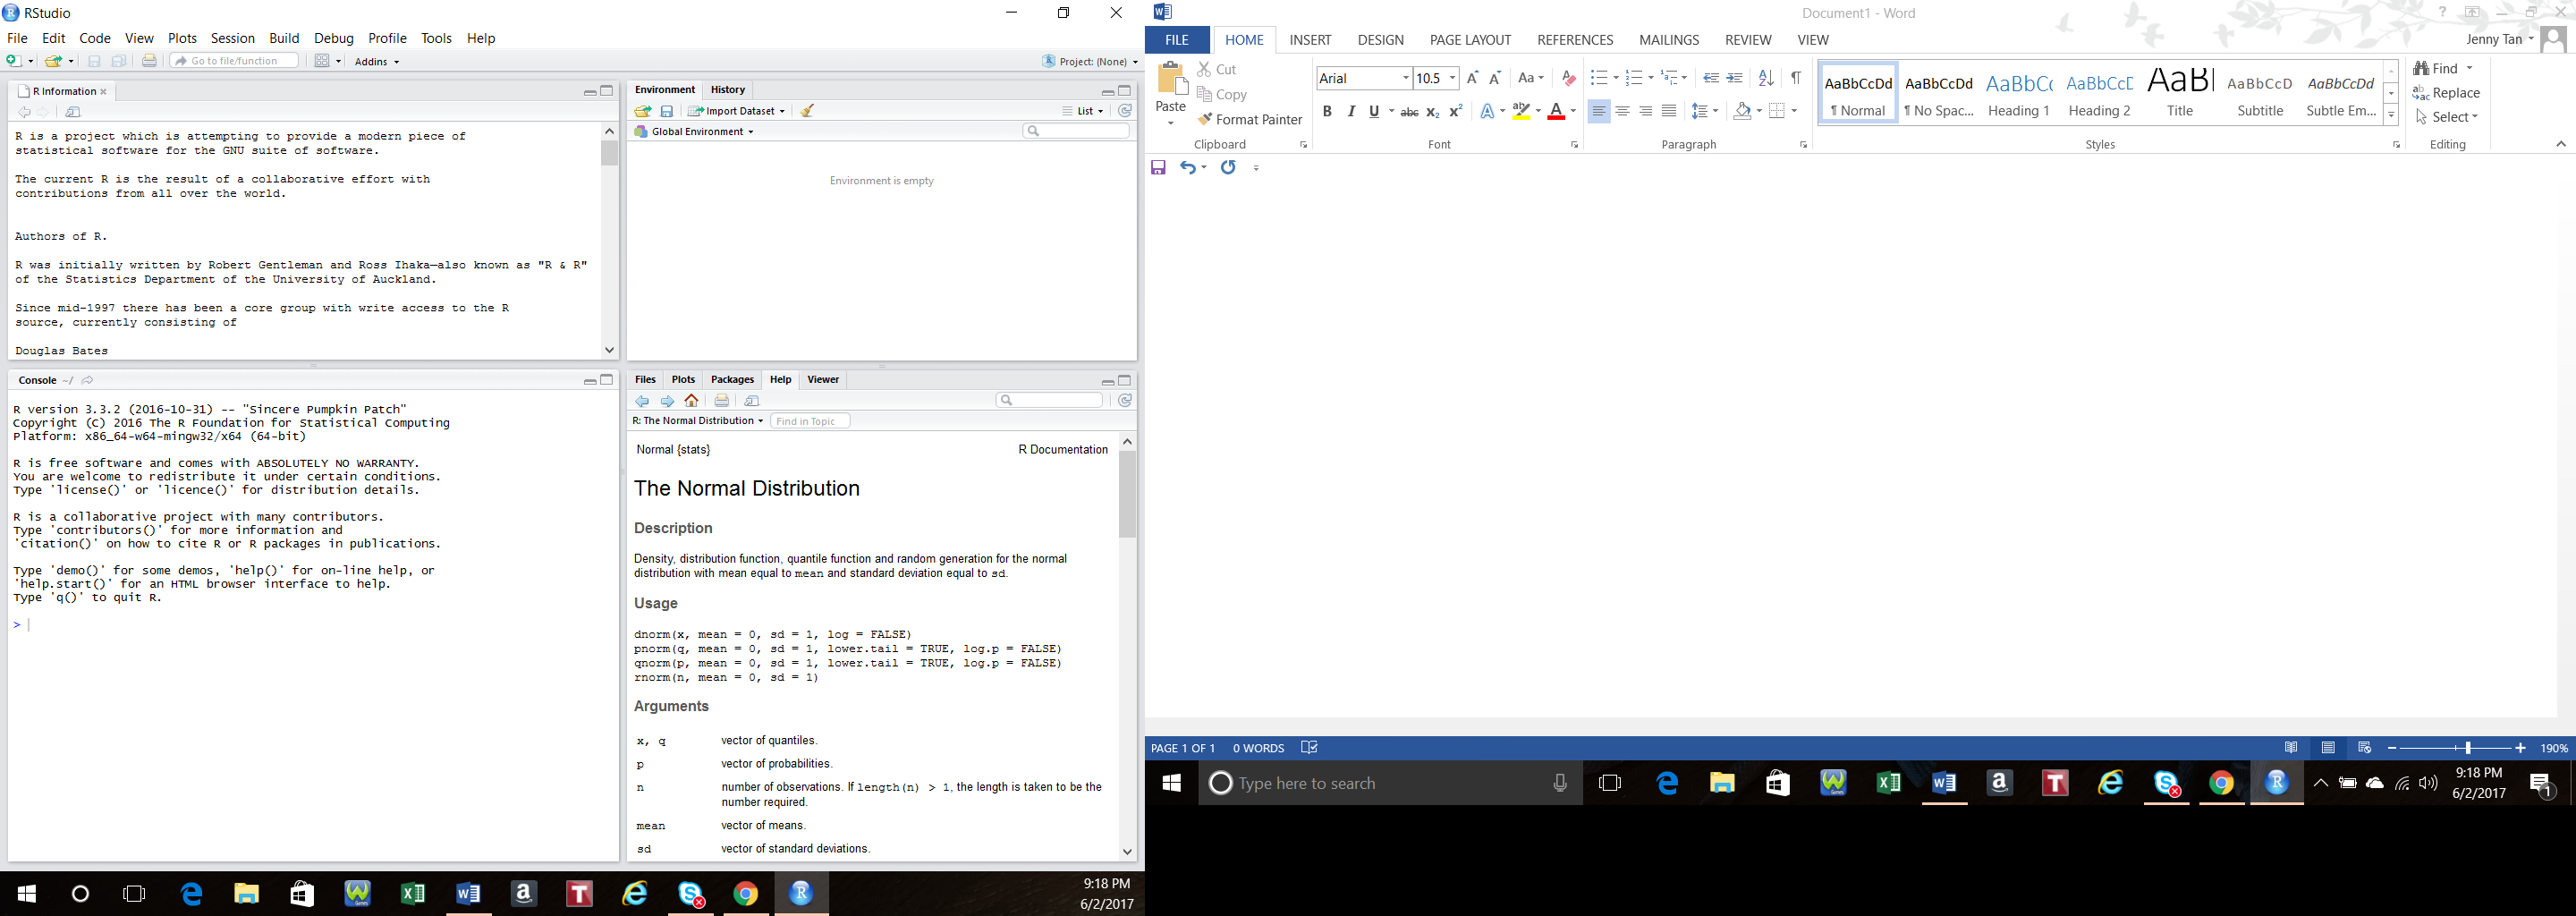 RStudio
File Edit Code View Plots Session Build Debug Profile Tools Help
Go to file/function Addins Project: (None)
R Information
R is a project which is attempting to provide a modern piece of
statistical software for the GNU suite of software.
The current R is the result of a collaborative effort with
contributions from all over the world.
Authors of R.
R was initially written by Robert Gentleman and Ross Ihaka—also known as "R & R"
of the Statistics Department of the University of Auckland.
Since mid-1997 there has been a core group with write access to the R
source, currently consisting of
Douglas Bates
Console ~/
R version 3.3.2 (2016-10-31) -- "Sincere Pumpkin Patch"
Copyright (C) 2016 The R Foundation for Statistical Computing
Platform: x86_64-w64-mingw32/x64 (64-bit)
R is free software and comes with ABSOLUTELY NO WARRANTY.
You are welcome to redistribute it under certain conditions.
Type 'license()' or 'licence()' for distribution details.
R is a collaborative project with many contributors.
Type 'contributors()' for more information and
'citation()' on how to cite R or R packages in publications.
Type 'demo()' for some demos, 'help()' for on-line help, or
'help.start()' for an HTML browser interface to help.
Type 'q()' to quit R.
>
Environment History
Import Dataset List
Global Environment
Environment is empty
Files Plots Packages Help Viewer
R: The Normal Distribution Find in Topic
Normal {stats} R Documentation
The Normal Distribution
Description
Density, distribution function, quantile function and random generation for the normal
distribution with mean equal to mean and standard deviation equal to sd.
Usage
dnorm(x, mean = 0, sd = 1, log = FALSE)
pnorm(q, mean = 0, sd = 1, lower.tail = TRUE, log.p = FALSE)
qnorm(p, mean = 0, sd = 1, lower.tail = TRUE, log.p = FALSE)
rnorm(n, mean = 0, sd = 1)
Arguments
x, q vector of quantiles.
p vector of probabilities.
n number of observations. If length(n) > 1, the length is taken to be the
number required.
mean vector of means.
sd vector of standard deviations.
9:18 PM
6/2/2017
Document1 - Word
FILE HOME INSERT DESIGN PAGE LAYOUT REFERENCES MAILINGS REVIEW VIEW Jenny Tan
Paste
Cut
Copy
Format Painter
Clipboard
Arial 10.5 Aa
B I U abc X₂ X²
Font
Paragraph
AaBbCcDd AaBbCcDd AaBbC AaBbCcD AaBl AaBbCcD AaBbCcDd
¶ Normal ¶ No Spac... Heading 1 Heading 2 Title Subtitle Subtle Em...
Styles
Find
Replace
Select
Editing
PAGE 1 OF 1 0 WORDS 190%
Type here to search
9:18 PM
6/2/2017
1